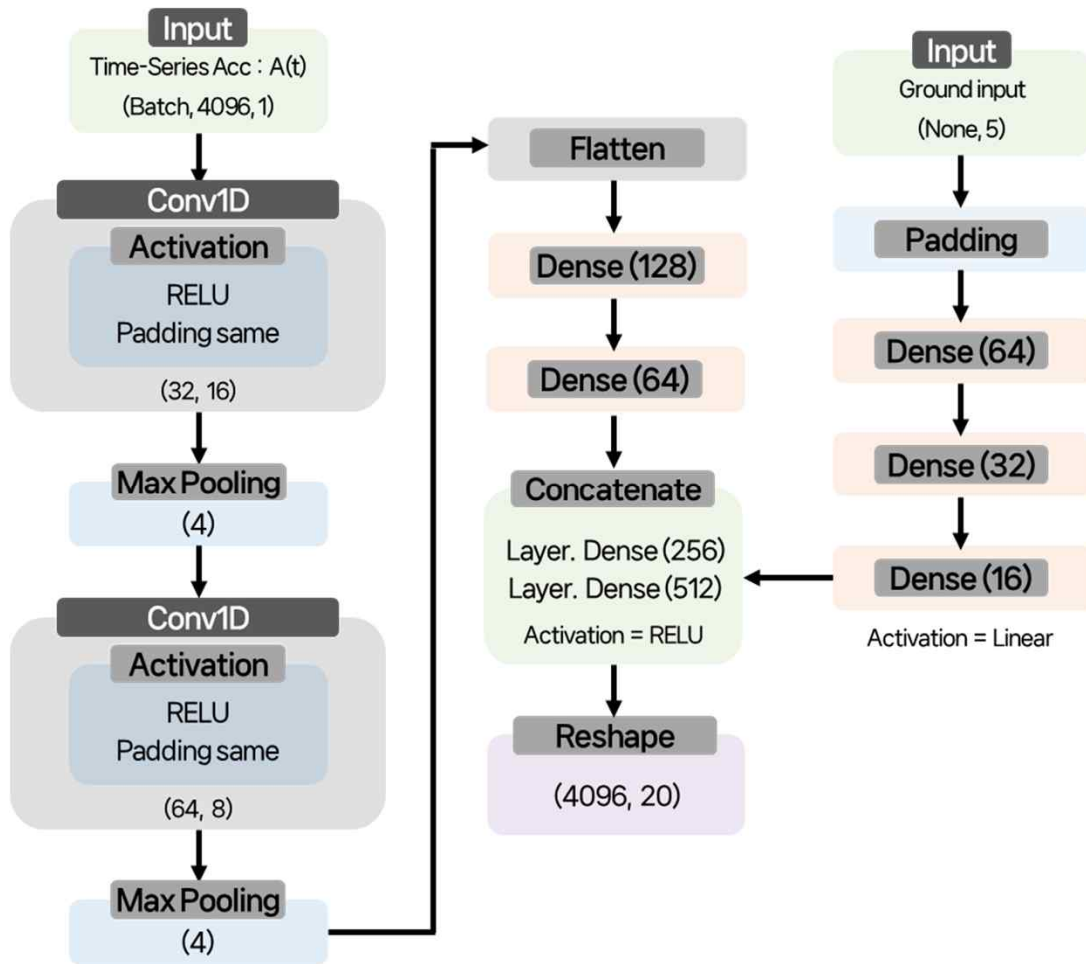 Input
Time-Series Acc : A(t)
(Batch, 4096, 1)
Conv1D
Activation
RELU
Padding same
(32, 16)
Max Pooling
(4)
Conv1D
Activation
RELU
Padding same
(64, 8)
Max Pooling
(4)
Flatten
Dense (128)
Dense (64)
Concatenate
Layer. Dense (256)
Layer. Dense (512)
Activation = RELU
Reshape
(4096, 20)
Input
Ground input
(None, 5)
Padding
Dense (64)
Dense (32)
Dense (16)
Activation = Linear